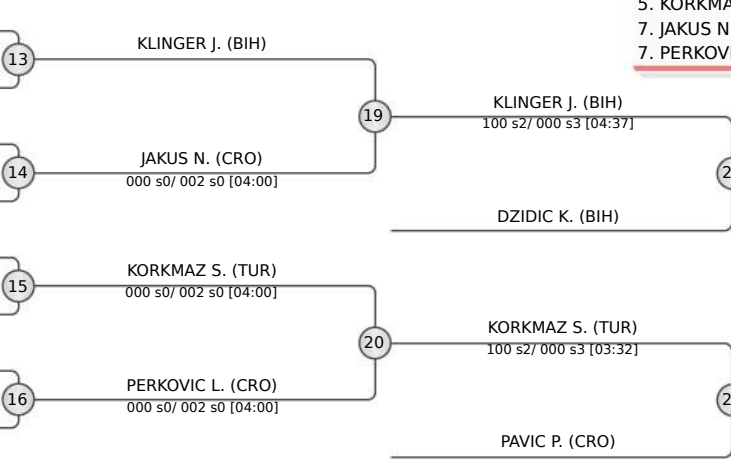 5. KORKMA
7. JAKUS N
7. PERKOV
13
KLINGER J. (BIH)
19
KLINGER J. (BIH)
100 s2/ 000 s3 [04:37]
14
JAKUS N. (CRO)
000 s0/ 002 s0 [04:00]
2
DZIDIC K. (BIH)
15
KORKMAZ S. (TUR)
000 s0/ 002 s0 [04:00]
20
KORKMAZ S. (TUR)
100 s2/ 000 s3 [03:32]
16
PERKOVIC L. (CRO)
000 s0/ 002 s0 [04:00]
2
PAVIC P. (CRO)